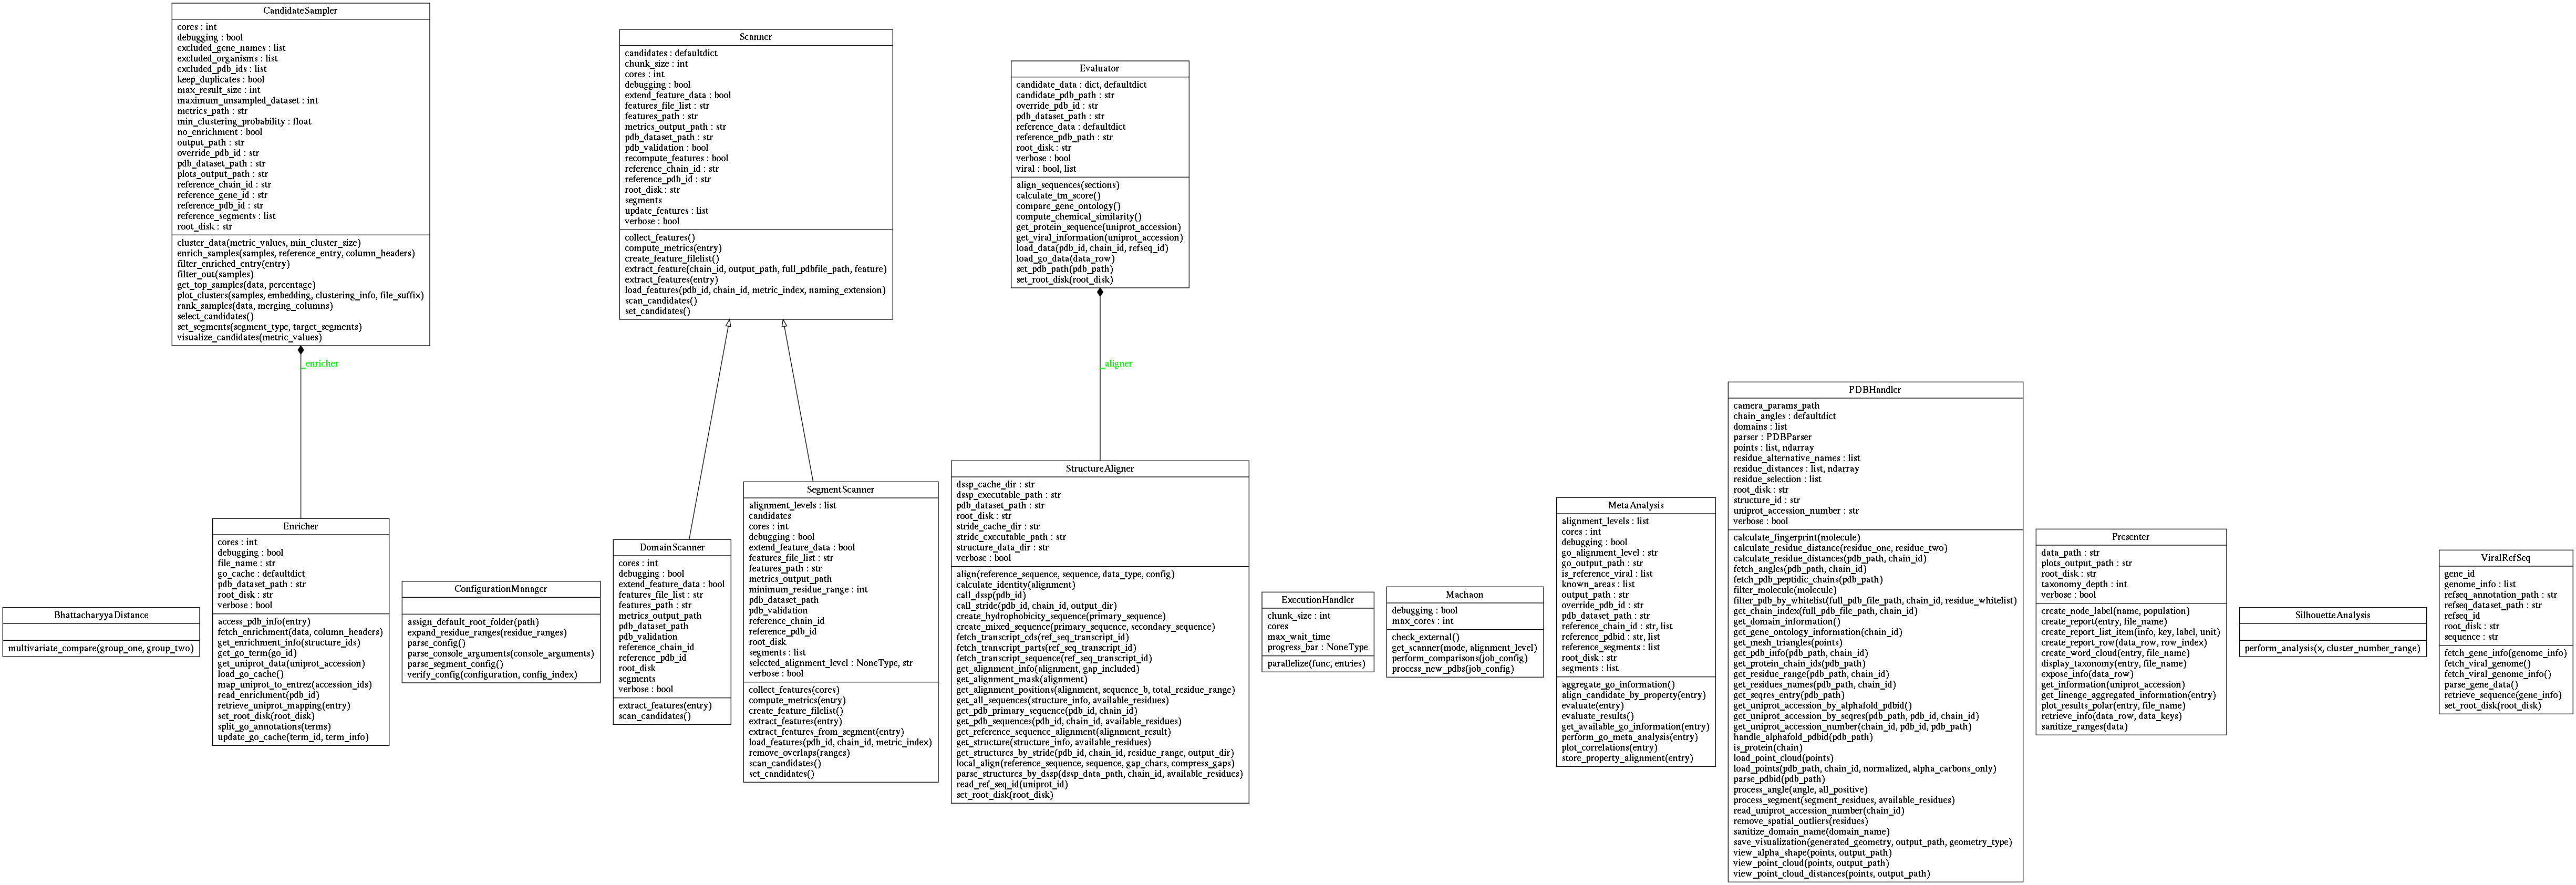 CandidateSampler
cores : int
debugging : bool
excluded_gene_names : list
excluded_organisms : list
excluded_pdb_ids : list
keep_duplicates : bool
max_result_size : int
maximum_unsampled_dataset : int
metrics_path : str
min_clustering_probability : float
no_enrichment : bool
output_path : str
override_pdb_id : str
pdb_dataset_path : str
plots_output_path : str
reference_chain_id : str
reference_gene_id : str
reference_pdb_id : str
reference_segments : list
root_disk : str
cluster_data(metric_values, min_cluster_size)
enrich_samples(samples, reference_entry, column_headers)
filter_enriched_entry(entry)
filter_out(samples)
get_top_samples(data, percentage)
plot_clusters(samples, embedding, clustering_info, file_suffix)
rank_samples(data, merging_columns)
select_candidates()
set_segments(segment_type, target_segments)
visualize_candidates(metric_values)
Scanner
candidates : defaultdict
chunk_size : int
cores : int
debugging : bool
extend_feature_data : bool
features_file_list : str
features_path : str
metrics_output_path : str
pdb_dataset_path : str
pdb_validation : bool
recompute_features : bool
reference_chain_id : str
reference_pdb_id : str
root_disk : str
segments
update_features : list
verbose : bool
collect_features()
compute_metrics(entry)
create_feature_filelist()
extract_feature(chain_id, output_path, full_pdbfile_path, feature)
extract_features(entry)
load_features(pdb_id, chain_id, metric_index, naming_extension)
scan_candidates()
set_candidates()
Evaluator
candidate_data : dict, defaultdict
candidate_pdb_path : str
override_pdb_id : str
pdb_dataset_path : str
reference_data : defaultdict
reference_pdb_path : str
root_disk : str
verbose : bool
viral : bool, list
align_sequences(sections)
calculate_tm_score()
compare_gene_ontology()
compute_chemical_similarity()
get_protein_sequence(uniprot_accession)
get_viral_information(uniprot_accession)
load_data(pdb_id, chain_id, refseq_id)
load_go_data(data_row)
set_pdb_path(pdb_path)
set_root_disk(root_disk)
_enricher
_aligner
BhattacharyyaDistance
multivariate_compare(group_one, group_two)
Enricher
cores : int
debugging : bool
file_name : str
go_cache : defaultdict
pdb_dataset_path : str
root_disk : str
verbose : bool
access_pdb_info(entry)
fetch_enrichment(data, column_headers)
get_enrichment_info(structure_ids)
get_go_term(go_id)
get_uniprot_data(uniprot_accession)
load_go_cache()
map_uniprot_to_entrez(accession_ids)
read_enrichment(pdb_id)
retrieve_uniprot_mapping(entry)
set_root_disk(root_disk)
split_go_annotations(terms)
update_go_cache(term_id, term_info)
ConfigurationManager
assign_default_root_folder(path)
expand_residue_ranges(residue_ranges)
parse_config()
parse_console_arguments(console_arguments)
parse_segment_config()
verify_config(configuration, config_index)
DomainScanner
cores : int
debugging : bool
extend_feature_data : bool
features_file_list : str
features_path : str
metrics_output_path
pdb_dataset_path
pdb_validation
reference_chain_id
reference_pdb_id
root_disk
segments
verbose : bool
extract_features(entry)
scan_candidates()
SegmentScanner
alignment_levels : list
candidates
cores : int
debugging : bool
extend_feature_data : bool
features_file_list : str
features_path : str
metrics_output_path
minimum_residue_range : int
pdb_dataset_path
pdb_validation
reference_chain_id
reference_pdb_id
root_disk
segments : list
selected_alignment_level : NoneType, str
verbose : bool
collect_features(cores)
compute_metrics(entry)
create_feature_filelist()
extract_features(entry)
extract_features_from_segment(entry)
load_features(pdb_id, chain_id, metric_index)
remove_overlaps(ranges)
scan_candidates()
set_candidates()
StructureAligner
dssp_cache_dir : str
dssp_executable_path : str
pdb_dataset_path : str
root_disk : str
stride_cache_dir : str
stride_executable_path : str
structure_data_dir : str
verbose : bool
align(reference_sequence, sequence, data_type, config)
calculate_identity(alignment)
call_dssp(pdb_id)
call_stride(pdb_id, chain_id, output_dir)
create_hydrophobicity_sequence(primary_sequence)
create_mixed_sequence(primary_sequence, secondary_sequence)
fetch_transcript_cds(ref_seq_transcript_id)
fetch_transcript_parts(ref_seq_transcript_id)
fetch_transcript_sequence(ref_seq_transcript_id)
get_alignment_info(alignment, gap_included)
get_alignment_mask(alignment)
get_alignment_positions(alignment, sequence_b, total_residue_range)
get_all_sequences(structure_info, available_residues)
get_pdb_primary_sequence(pdb_id, chain_id)
get_pdb_sequences(pdb_id, chain_id, available_residues)
get_reference_sequence_alignment(alignment_result)
get_structure(structure_info, available_residues)
get_structures_by_stride(pdb_id, chain_id, residue_range, output_dir)
local_align(reference_sequence, sequence, gap_chars, compress_gaps)
parse_structures_by_dssp(dssp_data_path, chain_id, available_residues)
read_ref_seq_id(uniprot_id)
set_root_disk(root_disk)
ExecutionHandler
chunk_size : int
cores
max_wait_time
progress_bar : NoneType
parallelize(func, entries)
Machaon
debugging : bool
max_cores : int
check_external()
get_scanner(mode, alignment_level)
perform_comparisons(job_config)
process_new_pdbs(job_config)
MetaAnalysis
alignment_levels : list
cores : int
debugging : bool
go_alignment_level : str
go_output_path : str
is_reference_viral : list
known_areas : list
output_path : str
override_pdb_id : str
pdb_dataset_path : str
reference_chain_id : str, list
reference_pdbid : str, list
reference_segments : list
root_disk : str
segments : list
aggregate_go_information()
align_candidate_by_property(entry)
evaluate(entry)
evaluate_results()
get_available_go_information(entry)
perform_go_meta_analysis(entry)
plot_correlations(entry)
store_property_alignment(entry)
PDBHandler
camera_params_path
chain_angles : defaultdict
domains : list
parser : PDBParser
points : list, ndarray
residue_alternative_names : list
residue_distances : list, ndarray
residue_selection : list
root_disk : str
structure_id : str
uniprot_accession_number : str
verbose : bool
calculate_fingerprint(molecule)
calculate_residue_distance(residue_one, residue_two)
calculate_residue_distances(pdb_path, chain_id)
fetch_angles(pdb_path, chain_id)
fetch_pdb_peptidic_chains(pdb_path)
filter_molecule(molecule)
filter_pdb_by_whitelist(full_pdb_file_path, chain_id, residue_whitelist)
get_chain_index(full_pdb_file_path, chain_id)
get_domain_information()
get_gene_ontology_information(chain_id)
get_mesh_triangles(points)
get_pdb_info(pdb_path, chain_id)
get_protein_chain_ids(pdb_path)
get_residue_range(pdb_path, chain_id)
get_residues_names(pdb_path, chain_id)
get_seqres_entry(pdb_path)
get_uniprot_accession_by_alphafold_pdbid()
get_uniprot_accession_by_seqres(pdb_path, pdb_id, chain_id)
get_uniprot_accession_number(chain_id, pdb_id, pdb_path)
handle_alphafold_pdbid(pdb_path)
is_protein(chain)
load_point_cloud(points)
load_points(pdb_path, chain_id, normalized, alpha_carbons_only)
parse_pdbid(pdb_path)
process_angle(angle, all_positive)
process_segment(segment_residues, available_residues)
read_uniprot_accession_number(chain_id)
remove_spatial_outliers(residues)
sanitize_domain_name(domain_name)
save_visualization(generated_geometry, output_path, geometry_type)
view_alpha_shape(points, output_path)
view_point_cloud(points, output_path)
view_point_cloud_distances(points, output_path)
Presenter
data_path : str
plots_output_path : str
root_disk : str
taxonomy_depth : int
verbose : bool
create_node_label(name, population)
create_report(entry, file_name)
create_report_list_item(info, key, label, unit)
create_report_row(data_row, row_index)
create_word_cloud(entry, file_name)
display_taxonomy(entry, file_name)
expose_info(data_row)
get_information(uniprot_accession)
get_lineage_aggregated_information(entry)
plot_results_polar(entry, file_name)
retrieve_info(data_row, data_keys)
sanitize_ranges(data)
SilhouetteAnalysis
perform_analysis(x, cluster_number_range)
ViralRefSeq
gene_id
genome_info : list
refseq_annotation_path : str
refseq_dataset_path : str
refseq_id
root_disk : str
sequence : str
fetch_gene_info(genome_info)
fetch_viral_genome()
fetch_viral_genome_info()
parse_gene_data()
retrieve_sequence(gene_info)
set_root_disk(root_disk)